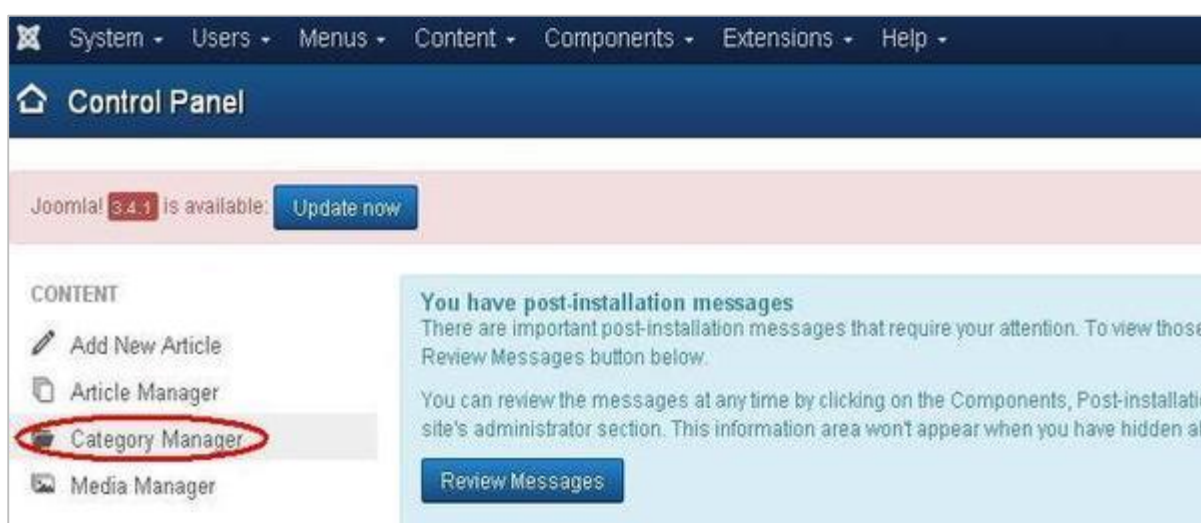 System Users Menus Content Components Extensions Help
Control Panel
Joomla! 3.4.1 is available: Update now
CONTENT
Add New Article
Article Manager
Category Manager
Media Manager
You have post-installation messages
There are important post-installation messages that require your attention. To view those
Review Messages button below.
You can review the messages at any time by clicking on the Components,
site's administrator section. This information area won't appear when you have hidden
Review Messages